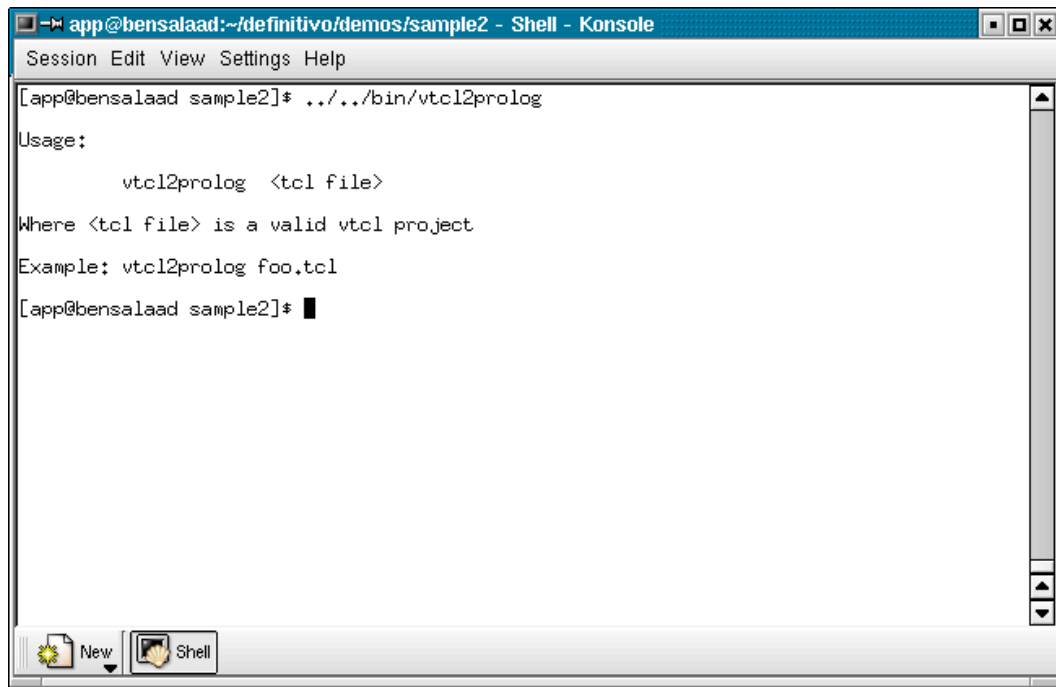 app@bensalaad:~/definitivo/demos/sample2 - Shell - Konsole
Session Edit View Settings Help
[app@bensalaad sample2]$ ../../bin/vtcl2prolog
Usage:
vtcl2prolog <tcl file>
Where <tcl file> is a valid vtcl project
Example: vtcl2prolog foo.tcl
[app@bensalaad sample2]$
New Shell